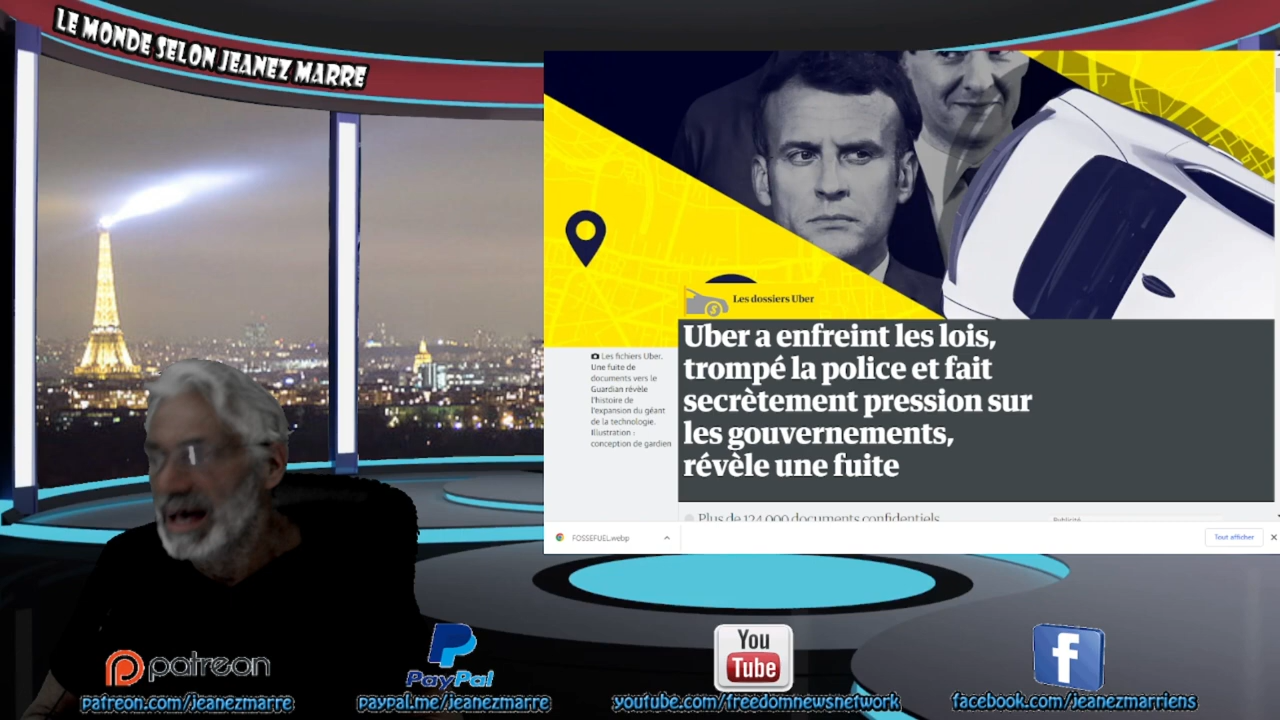 LE MONDE SELON JEANEZ MARRE
Les dossiers Uber
Uber a enfreint les lois,
trompé la police et fait
secrètement pression sur
les gouvernements,
révèle une fuite
Les fichiers Uber.
Une fuite de
documents vers le
Guardian révèle
l'histoire de
l'expansion du géant
de la technologie.
Illustration :
conception de gardien
Plus de 124 000 documents confidentiels
Publicité
FOSSEFUEL.webp
Tout afficher
patreon
patreon.com/jeanezmarre
PayPal
paypal.me/jeanezmarre
You
Tube
youtube.com/freedomnewsnetwork
f
facebook.com/jeanezmarriens